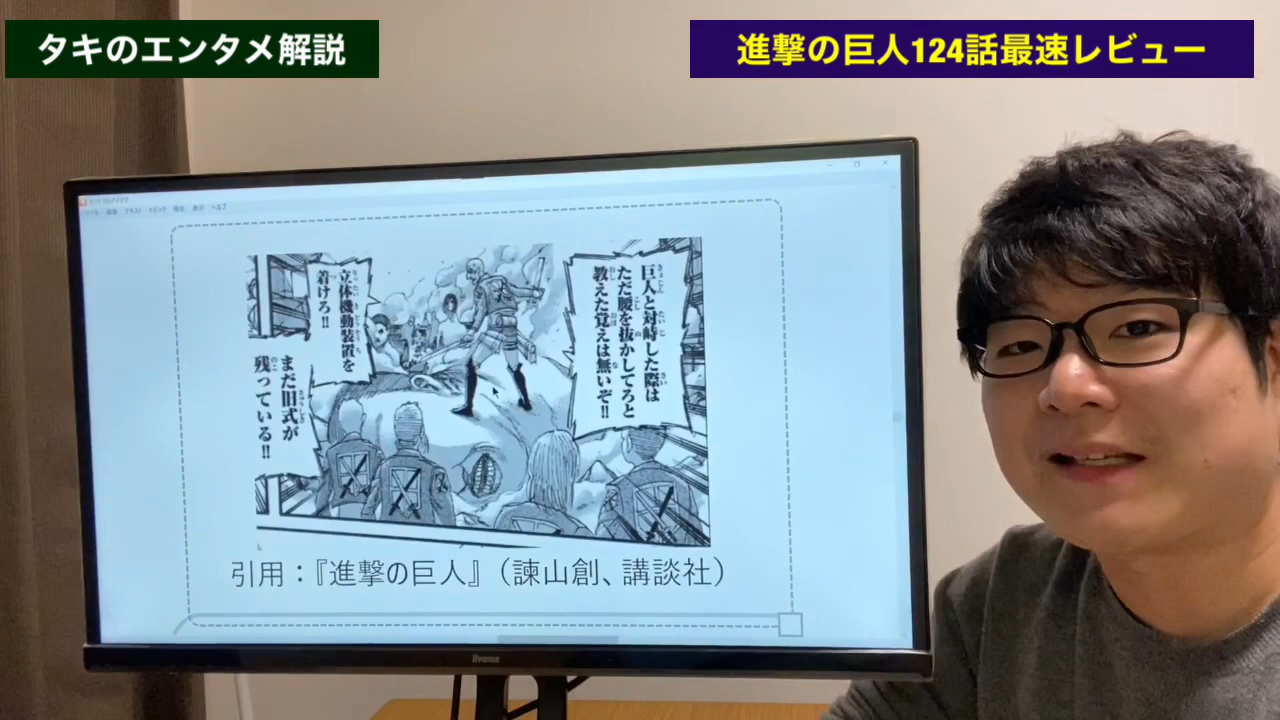 タキのエンタメ解説
進撃の巨人124話最速レビュー
巨人と対峙した際は
ただ腰を抜かしてろと
教えた覚えは無いぞ!!
立体機動装置を
着けろ!!
まだ旧式が
残っている!!
引用：『進撃の巨人』（諫山創、講談社）
iiyama